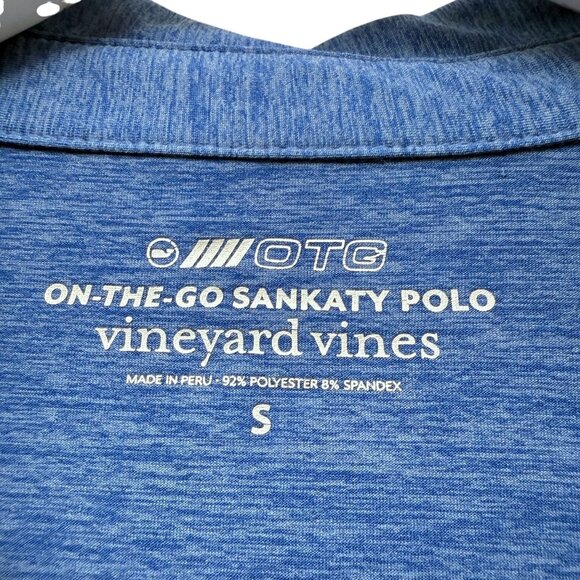 OTG
ON-THE-GO SANKATY POLO
vineyard vines
MADE IN PERU · 92% POLYESTER 8% SPANDEX
S